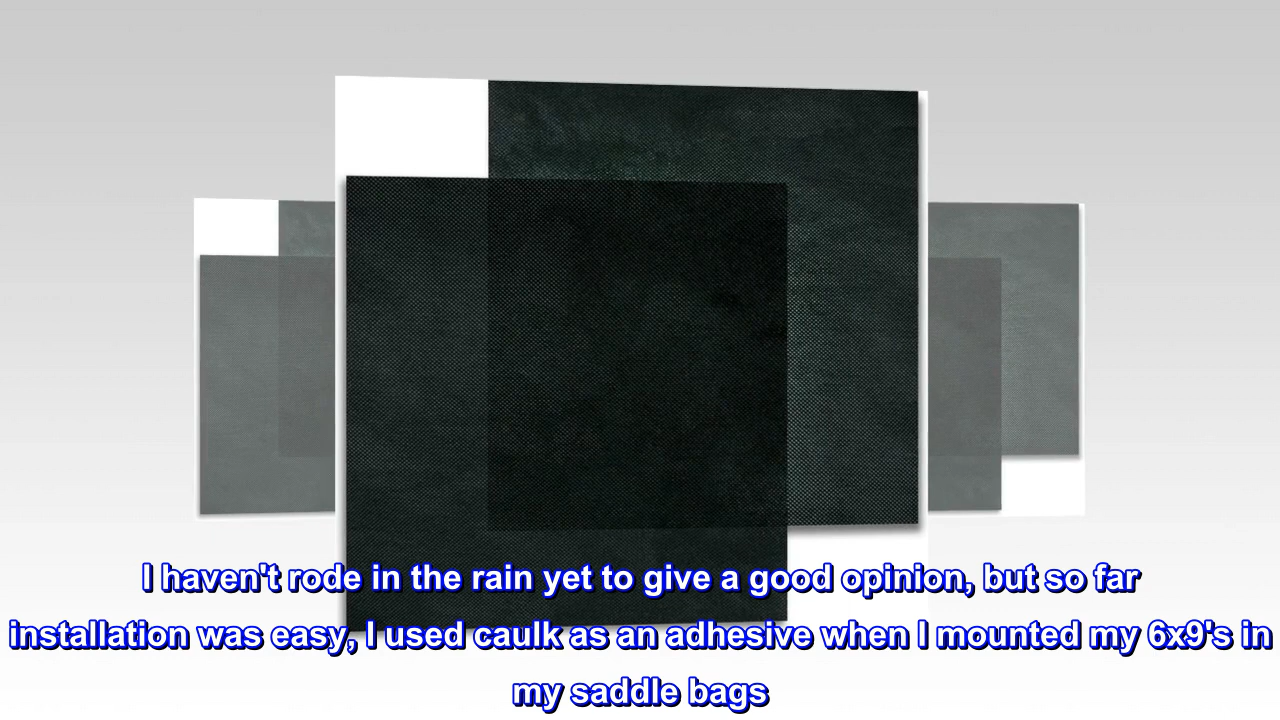 I haven't rode in the rain yet to give a good opinion, but so far
installation was easy, I used caulk as an adhesive when I mounted my 6x9's in
my saddle bags